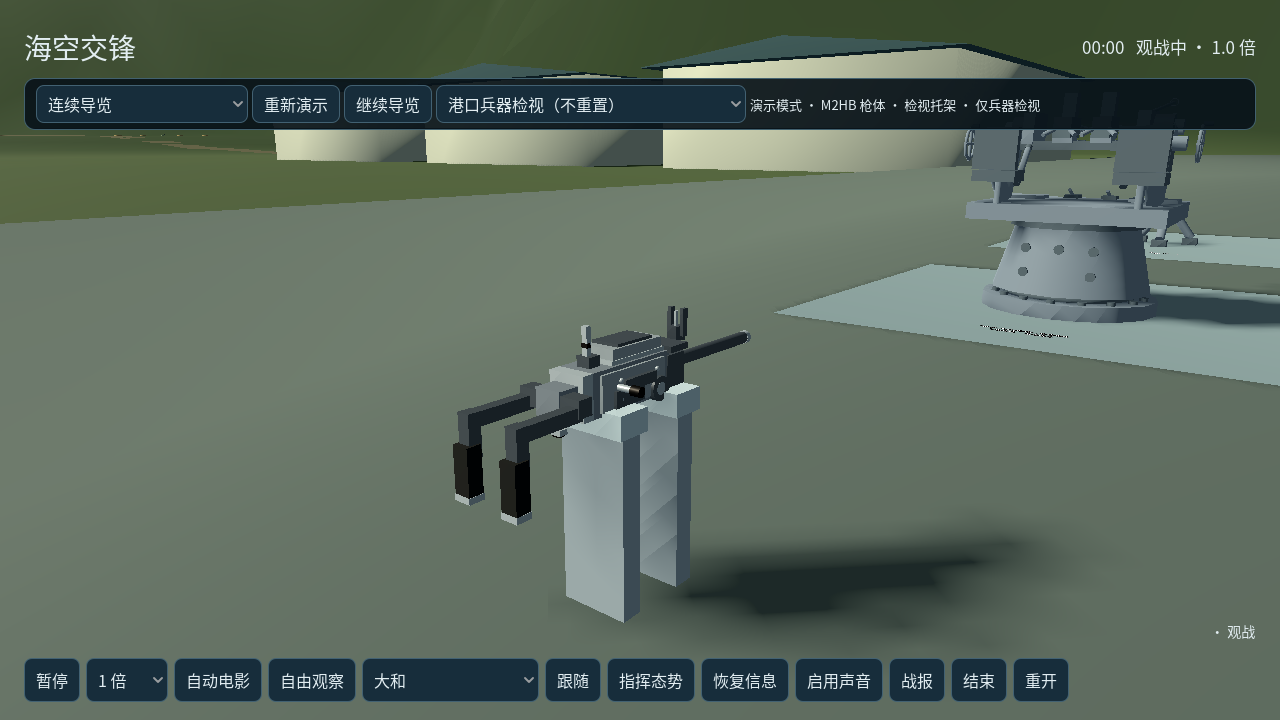 海空交锋
00:00 观战中 · 1.0 倍
连续导览 重新演示 继续导览 港口兵器检视（不重置） 演示模式 · M2HB 枪体 · 检视托架 · 仅兵器检视
· 观战
暂停 1 倍 自动电影 自由观察 大和 跟随 指挥态势 恢复信息 启用声音 战报 结束 重开